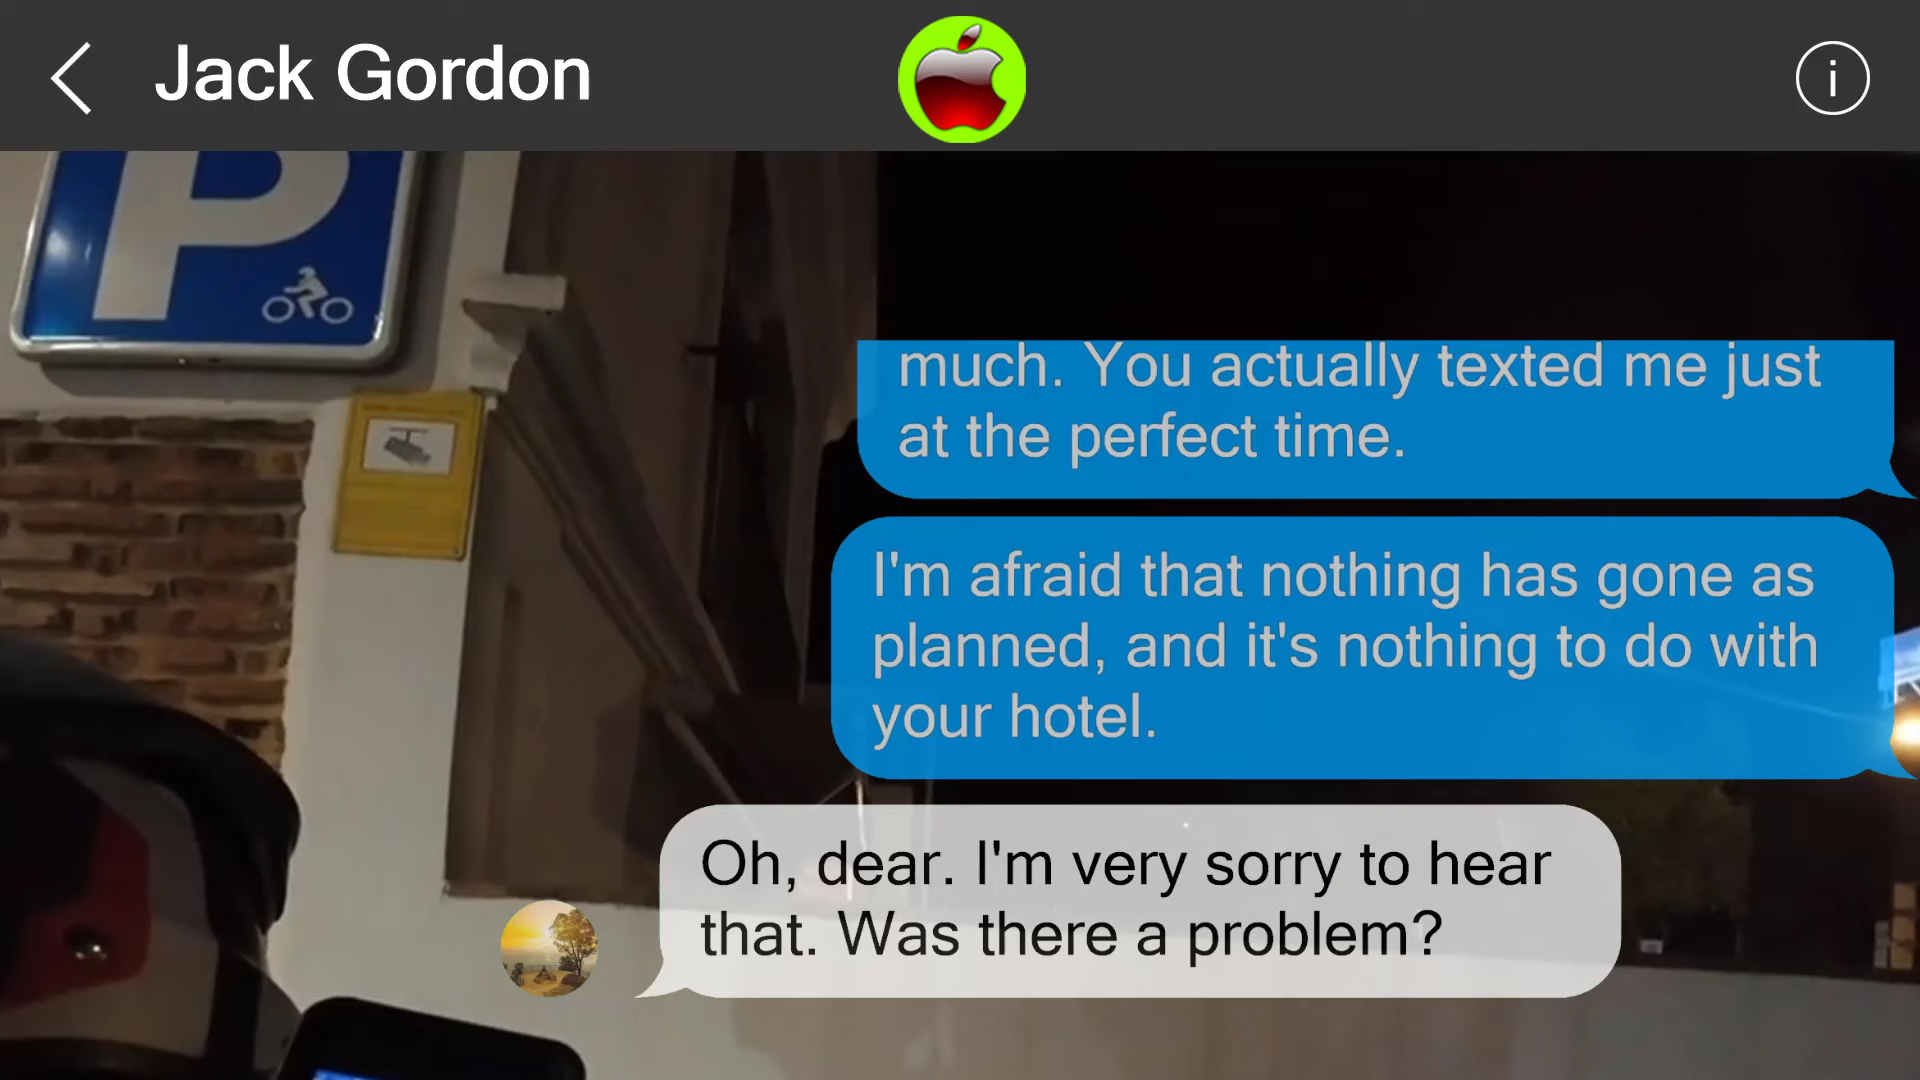 Jack Gordon
i
P
much. You actually texted me just
at the perfect time.
I'm afraid that nothing has gone as
planned, and it's nothing to do with
your hotel.
Oh, dear. I'm very sorry to hear
that. Was there a problem?